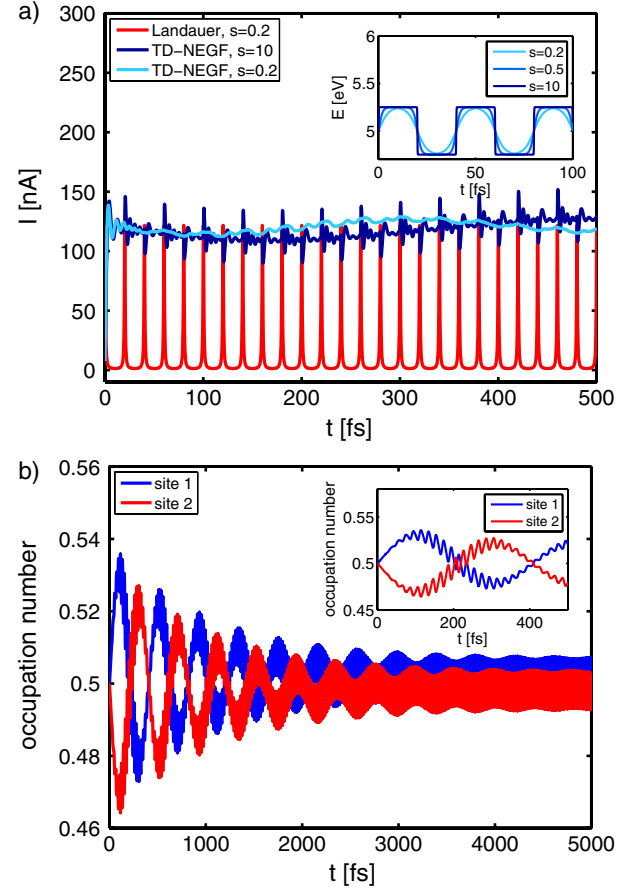 a)
Landauer, s=0.2
TD-NEGF, s=10
TD-NEGF, s=0.2
I [nA]
300
250
200
150
100
50
0
0
100
200
300
400
500
t [fs]
s=0.2
s=0.5
s=10
E [eV]
6
5.5
5
0
50
100
t [fs]
b)
site 1
site 2
occupation number
0.56
0.54
0.52
0.5
0.48
0.46
0
1000
2000
3000
4000
5000
t [fs]
site 1
site 2
occupation number
0.55
0.5
0.45
0
200
400
t [fs]